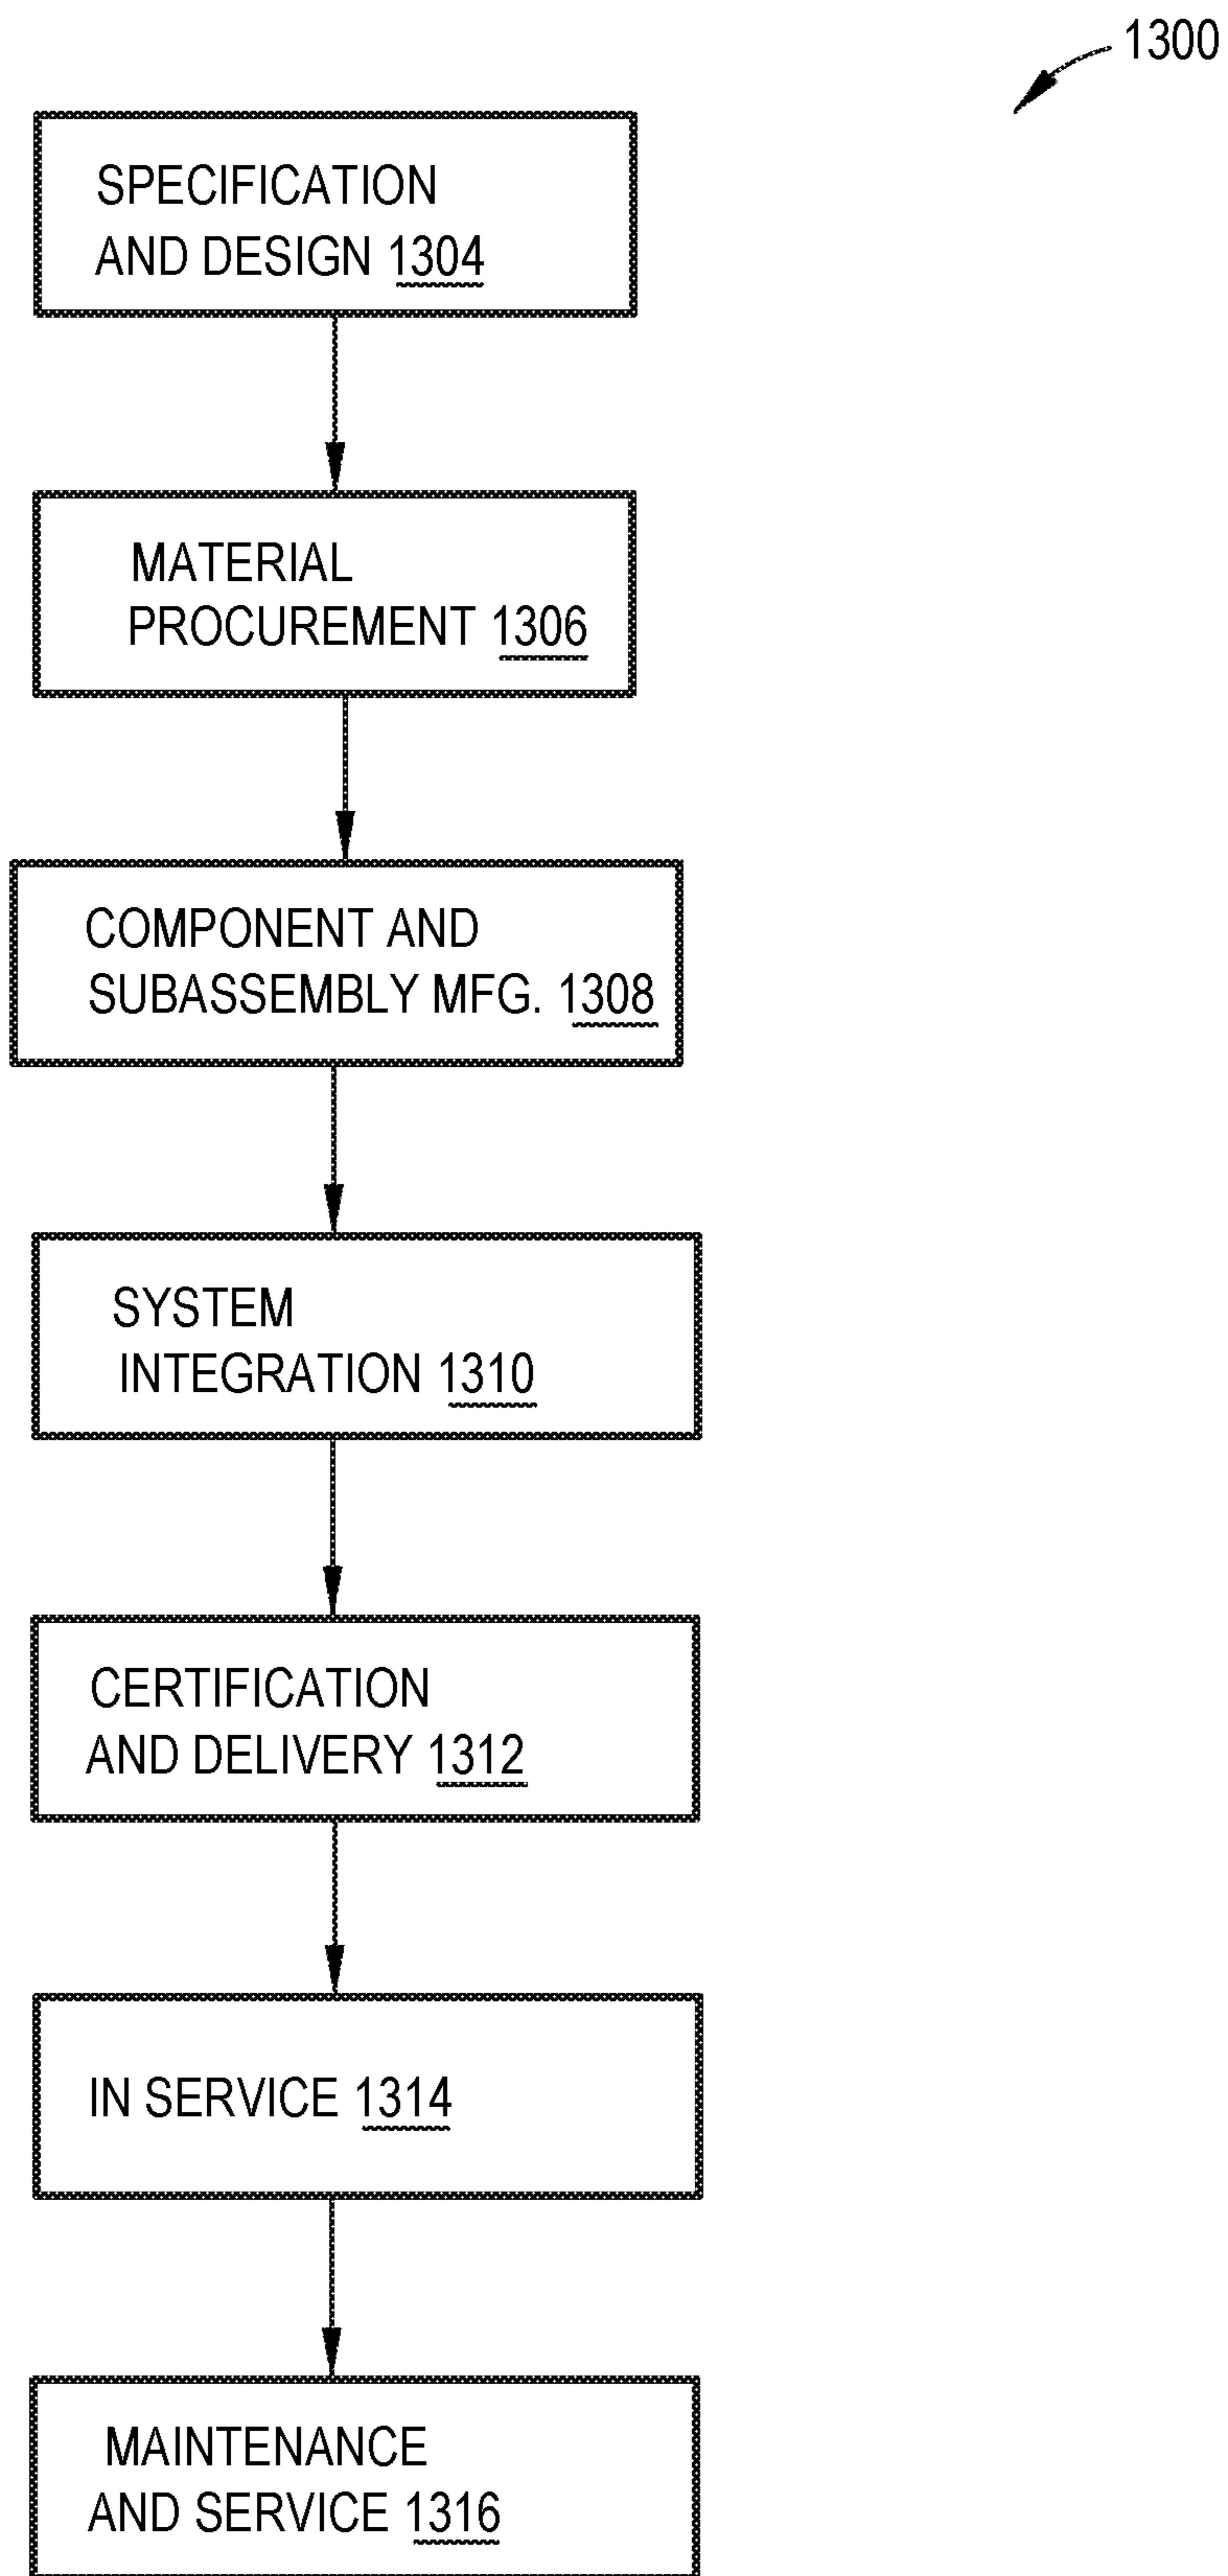 1300
SPECIFICATION
AND DESIGN 1304
MATERIAL
PROCUREMENT 1306
COMPONENT AND
SUBASSEMBLY MFG. 1308
SYSTEM
INTEGRATION 1310
CERTIFICATION
AND DELIVERY 1312
IN SERVICE 1314
MAINTENANCE
AND SERVICE 1316